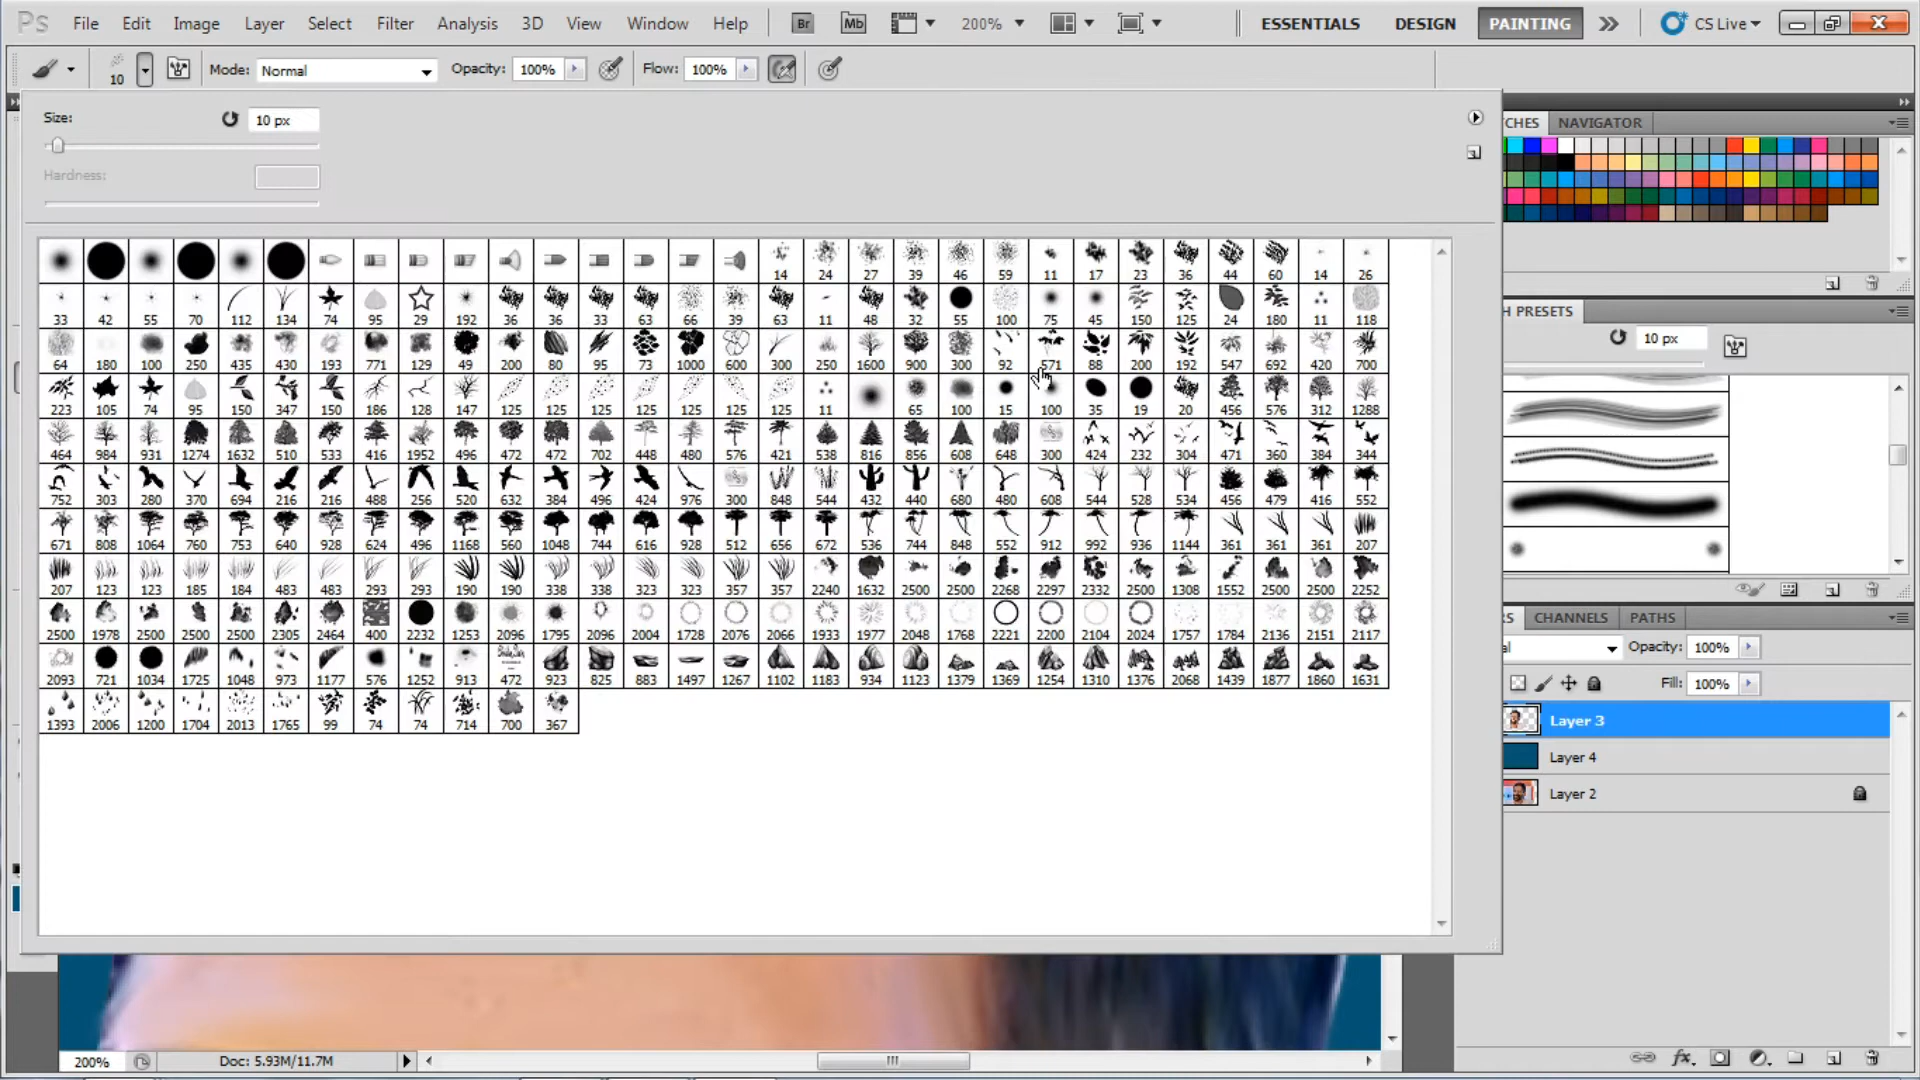 Ps File Edit Image Layer Select Filter Analysis 3D View Window Help Br Mb 200% ESSENTIALS DESIGN PAINTING CS Live
10 Mode: Normal Opacity: 100% Flow: 100%
Size: 10 px
Hardness:
CHES NAVIGATOR
14 24 27 39 46 59 11 17 23 36 44 60 14 26
33 42 55 70 112 134 74 95 29 192 36 36 33 63 66 39 63 11 48 32 55 100 75 45 150 125 24 180 11 118
64 180 100 250 435 430 193 771 129 49 200 80 95 73 1000 600 300 250 1600 900 300 92 571 88 200 192 547 692 420 700
223 105 74 95 150 347 150 186 128 147 125 125 125 125 125 125 125 11 65 100 15 100 35 19 20 456 576 312 1288
464 984 931 1274 1632 510 533 416 1952 496 472 472 702 448 480 576 421 538 816 856 608 648 300 424 232 304 471 360 384 344
752 303 280 370 694 216 216 488 256 520 632 384 496 424 976 300 848 544 432 440 680 480 608 544 528 534 456 479 416 552
671 808 1064 760 753 640 928 624 496 1168 560 1048 744 616 928 512 656 672 536 744 848 552 912 992 936 1144 361 361 361 207
207 123 123 185 184 483 483 293 293 190 190 338 338 323 323 357 357 2240 1632 2500 2500 2268 2297 2332 2500 1308 1552 2500 2500 2252
2500 1978 2500 2500 2500 2305 2464 400 2232 1253 2096 1795 2096 2004 1728 2076 2066 1933 1977 2048 1768 2221 2200 2104 2024 1757 1784 2136 2151 2117
2093 721 1034 1725 1048 973 1177 576 1252 913 472 923 825 883 1497 1267 1102 1183 934 1123 1379 1369 1254 1310 1376 2068 1439 1877 1860 1631
1393 2006 1200 1704 2013 1765 99 74 74 714 700 367
H PRESETS
10 px
RS CHANNELS PATHS
al Opacity: 100%
Fill: 100%
Layer 3
Layer 4
Layer 2
200% Doc: 5.93M/11.7M
fx